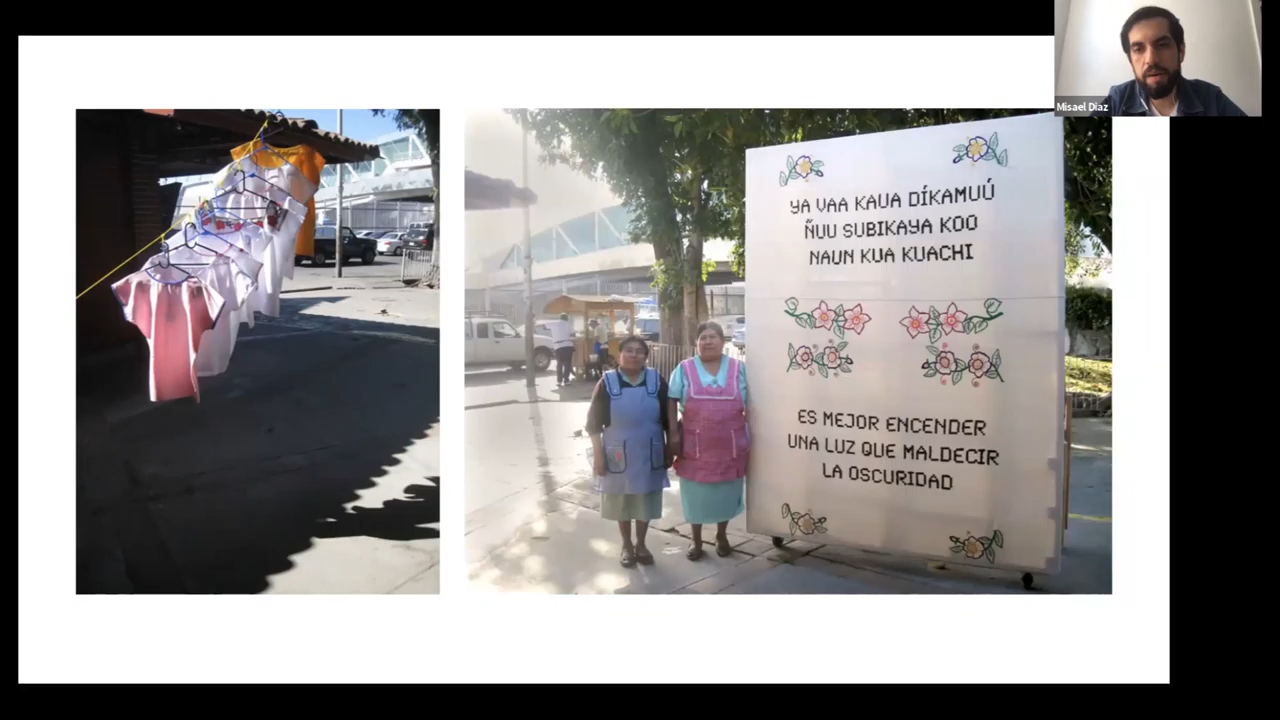 Misael Diaz
YA VAA KAUA DÍKAMUÚ
ÑUU SUBIKAYA KOO
NAUN KUA KUACHI
ES MEJOR ENCENDER
UNA LUZ QUE MALDECIR
LA OSCURIDAD